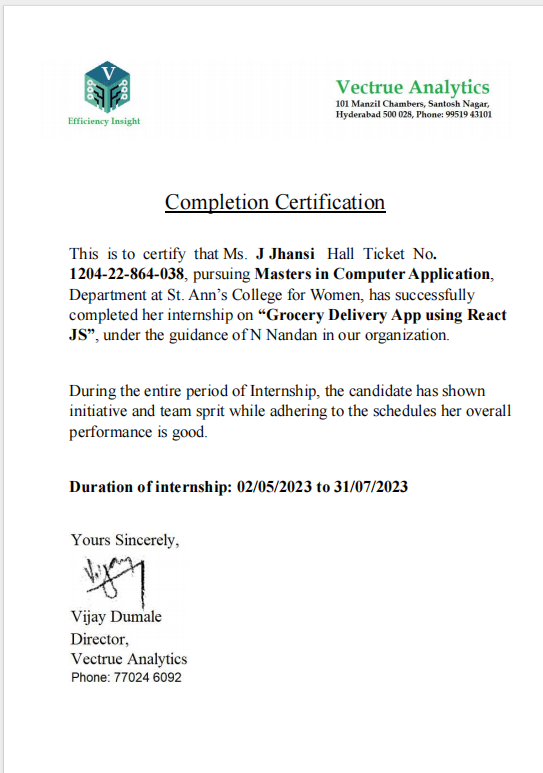 V
Efficiency Insight
Vectrue Analytics
101 Manzil Chambers, Santosh Nagar,
Hyderabad 500 028, Phone: 99519 43101
Completion Certification
This is to certify that Ms. J Jhansi Hall Ticket No.
1204-22-864-038, pursuing Masters in Computer Application,
Department at St. Ann’s College for Women, has successfully
completed her internship on “Grocery Delivery App using React
JS”, under the guidance of N Nandan in our organization.
During the entire period of Internship, the candidate has shown
initiative and team sprit while adhering to the schedules her overall
performance is good.
Duration of internship: 02/05/2023 to 31/07/2023
Yours Sincerely,
Vijay
Vijay Dumale
Director,
Vectrue Analytics
Phone: 77024 6092